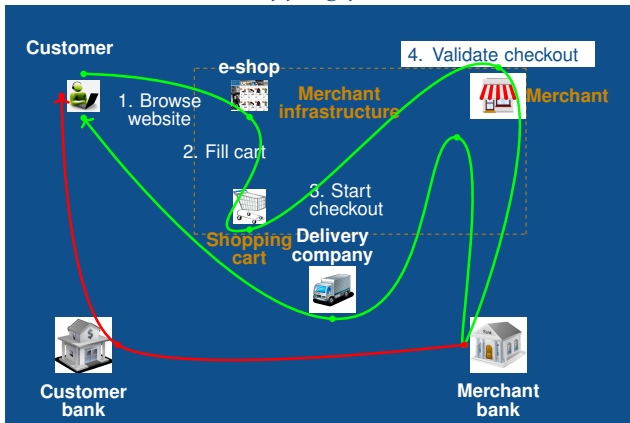 Customer
4. Validate checkout
e-shop
1. Browse
website
Merchant
infrastructure
Merchant
2. Fill cart
3. Start
checkout
Shopping
cart
Delivery
company
Customer
bank
Merchant
bank